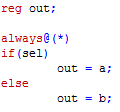 reg out;
always@(*)
if(sel)
out = a;
else
out = b;